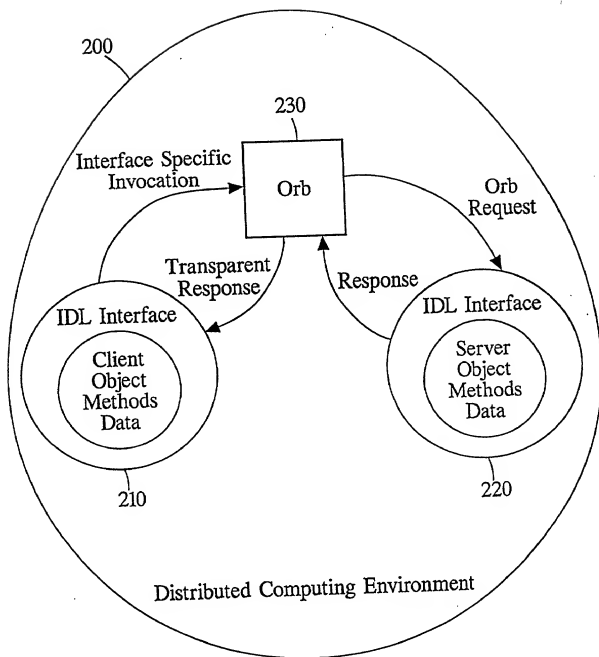 200
230
Interface Specific
Invocation
Orb
Orb
Request
Transparent
Response
Response
IDL Interface
Client
Object
Methods
Data
IDL Interface
Server
Object
Methods
Data
210
220
Distributed Computing Environment